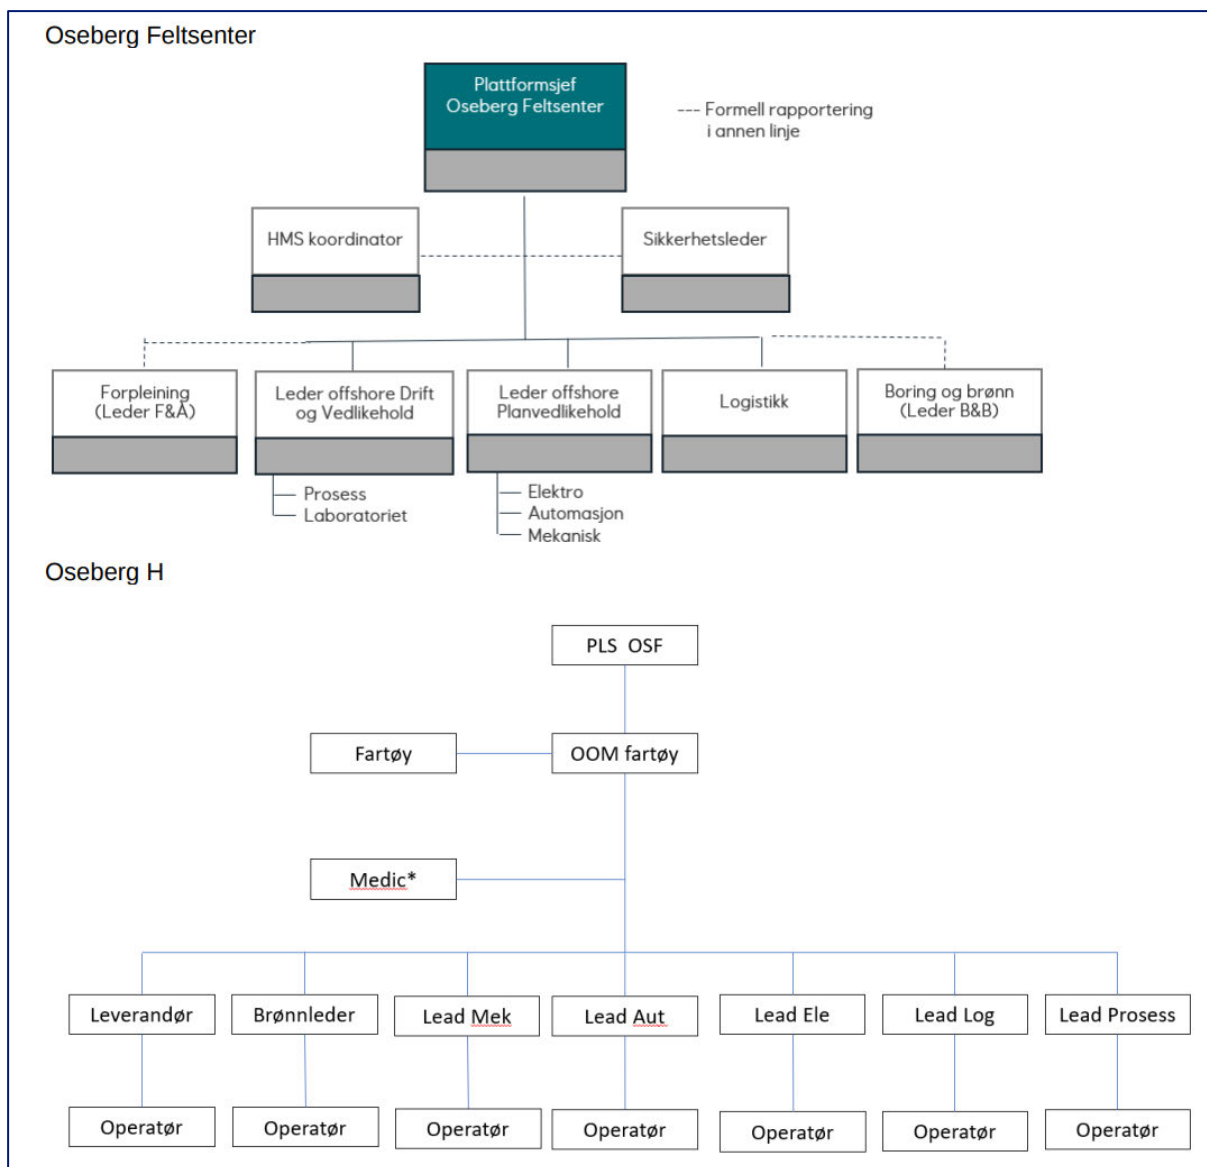 Oseberg Feltsenter
Plattformsjef
Oseberg Feltsenter
--- Formell rapportering
i annen linje
HMS koordinator
Sikkerhetsleder
Forpleining
(Leder F&Å)
Leder offshore Drift
og Vedlikehold
Leder offshore
Planvedlikehold
Logistikk
Boring og brønn
(Leder B&B)
Prosess
Laboratoriet
Elektro
Automasjon
Mekanisk
Oseberg H
PLS OSF
Fartøy
OOM fartøy
Medic*
Leverandør
Brønnleder
Lead Mek
Lead Aut
Lead Ele
Lead Log
Lead Prosess
Operatør
Operatør
Operatør
Operatør
Operatør
Operatør
Operatør